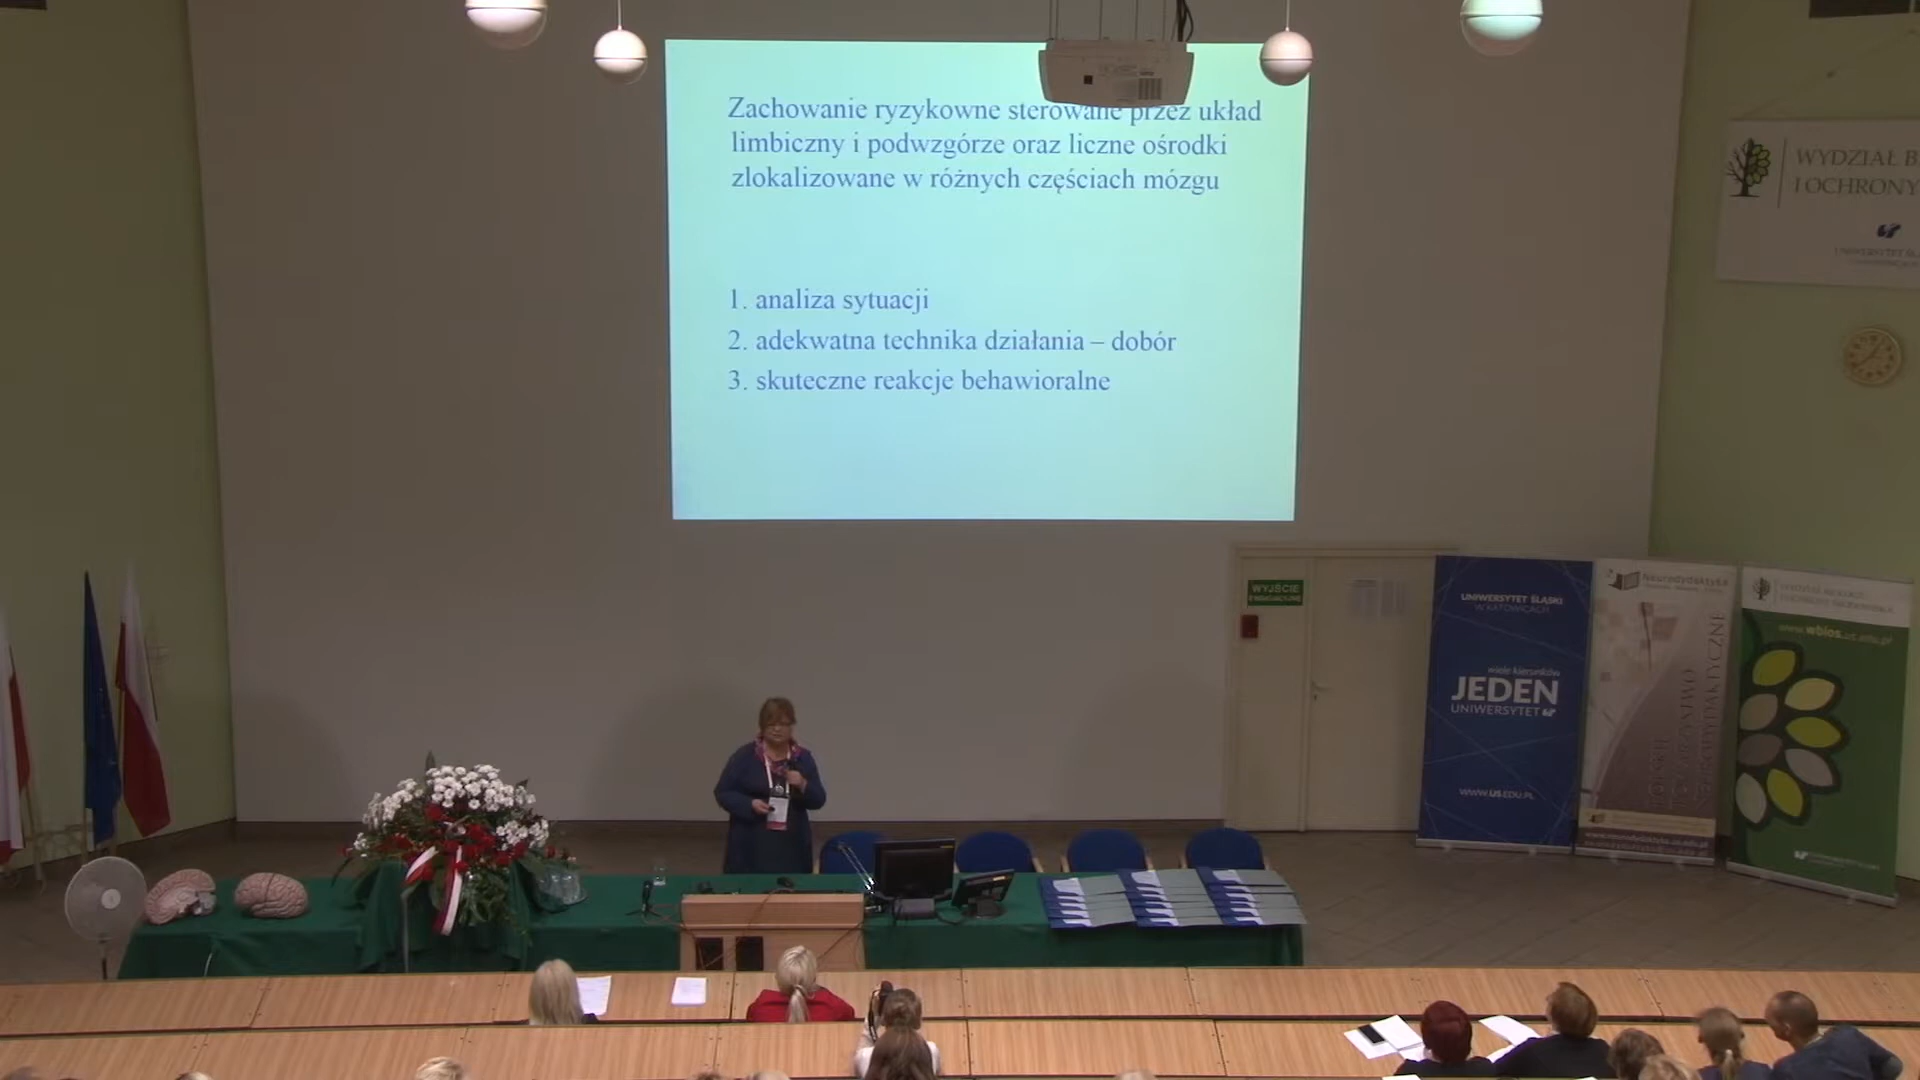 Zachowanie ryzykowne sterowane przez układ
limbiczny i podwzgórze oraz liczne ośrodki
zlokalizowane w różnych częściach mózgu
1. analiza sytuacji
2. adekwatna technika działania – dobór
3. skuteczne reakcje behawioralne
WYDZIAŁ B
I OCHRONY
WYJŚCIE
UNIWERSYTET ŚLĄSKI
W KATOWICACH
wiele kierunków
JEDEN
UNIWERSYTET
WWW.US.EDU.PL
Neurodydaktyka
www.wbios.us.edu.pl